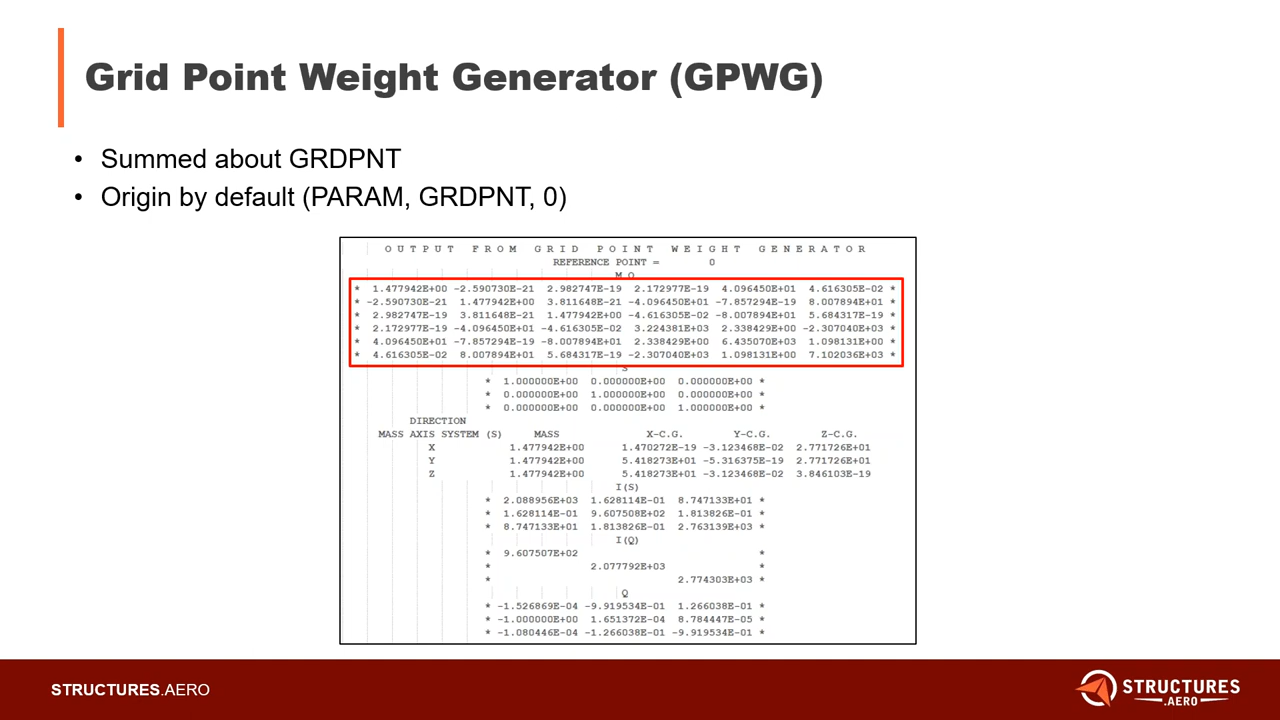 Grid Point Weight Generator (GPWG)
• Summed about GRDPNT
• Origin by default (PARAM, GRDPNT, 0)
O U T P U T   F R O M   G R I D   P O I N T   W E I G H T   G E N E R A T O R
REFERENCE POINT = 0
M O
* 1.477942E+00 -2.590730E-21 2.982747E-19 2.172977E-19 4.096450E+01 4.616305E-02 *
* -2.590730E-21 1.477942E+00 3.811648E-21 -4.096450E+01 -7.857294E-19 8.007894E+01 *
* 2.982747E-19 3.811648E-21 1.477942E+00 -4.616305E-02 -8.007894E+01 5.684317E-19 *
* 2.172977E-19 -4.096450E+01 -4.616305E-02 3.224381E+03 2.338429E+00 -2.307040E+03 *
* 4.096450E+01 -7.857294E-19 -8.007894E+01 2.338429E+00 6.435070E+03 1.098131E+00 *
* 4.616305E-02 8.007894E+01 5.684317E-19 -2.307040E+03 1.098131E+00 7.102036E+03 *
S
* 1.000000E+00 0.000000E+00 0.000000E+00 *
* 0.000000E+00 1.000000E+00 0.000000E+00 *
* 0.000000E+00 0.000000E+00 1.000000E+00 *
DIRECTION
MASS AXIS SYSTEM (S) MASS X-C.G. Y-C.G. Z-C.G.
X 1.477942E+00 1.470272E-19 -3.123468E-02 2.771726E+01
Y 1.477942E+00 5.418273E+01 -5.316375E-19 2.771726E+01
Z 1.477942E+00 5.418273E+01 -3.123468E-02 3.846103E-19
I(S)
* 2.088956E+03 1.628114E-01 8.747133E+01 *
* 1.628114E-01 9.607508E+02 1.813826E-01 *
* 8.747133E+01 1.813826E-01 2.763139E+03 *
I(Q)
* 9.607507E+02 *
* 2.077792E+03 *
* 2.774303E+03 *
Q
* -1.526869E-04 -9.919534E-01 1.266038E-01 *
* -1.000000E+00 1.651372E-04 8.784447E-05 *
* -1.080446E-04 -1.266038E-01 -9.919534E-01 *
STRUCTURES.AERO
STRUCTURES
.AERO